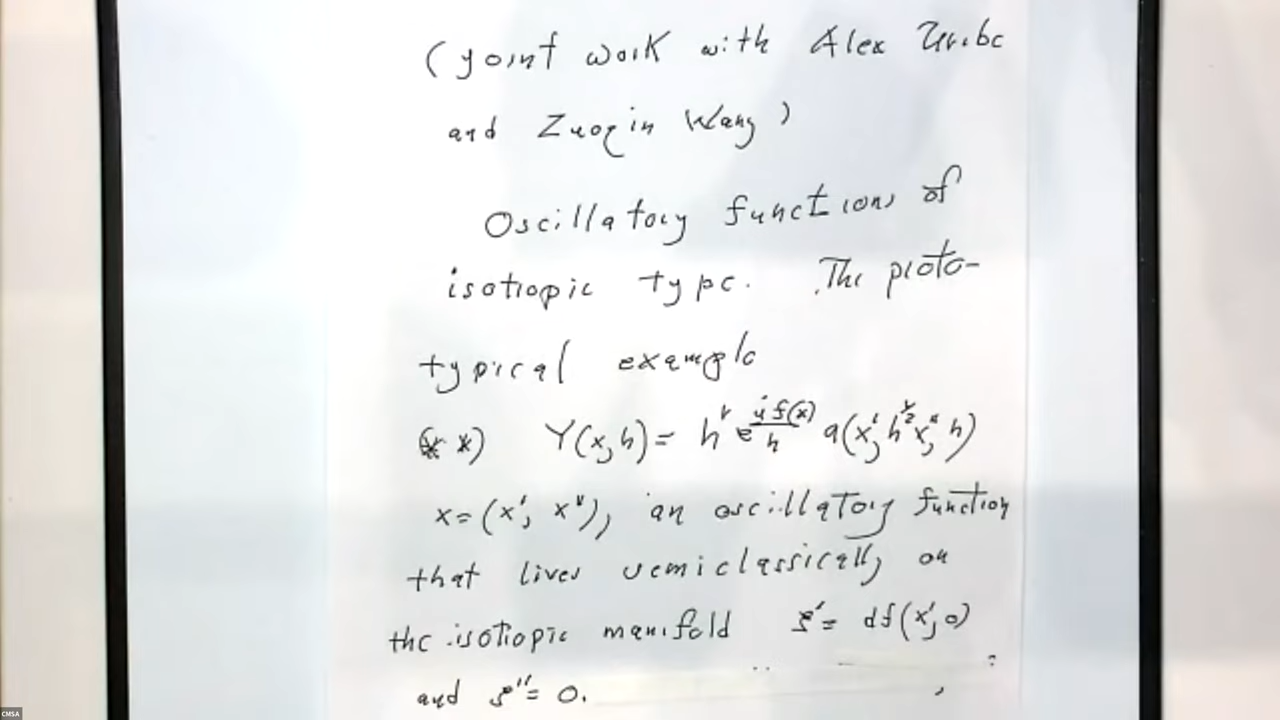 (joint work with Alex Uribe
and Zuoqin Wang)
Oscillatory functions of
isotropic type. The proto-
typical example
(**) Υ(x,h) = h^r e^{i f(x)/h} a(x', h^{-1/2} x'', h)
x = (x', x''), an oscillatory function
that lives semiclassically on
the isotropic manifold ξ' = df(x', 0)
and ξ'' = 0.
CMSA